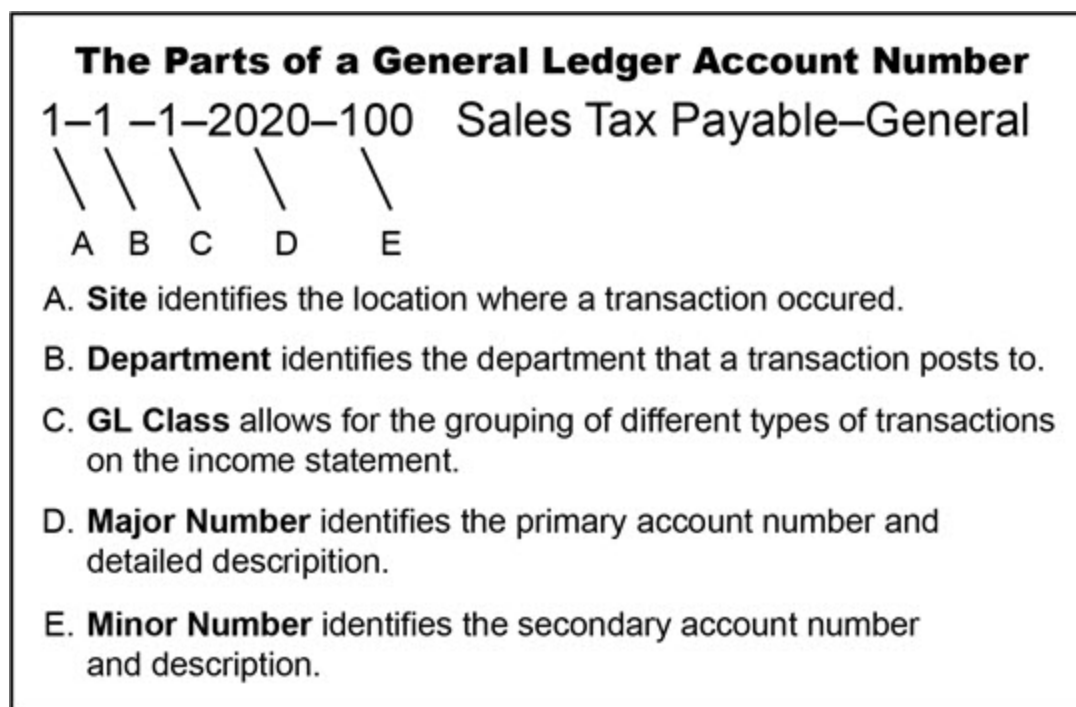 The Parts of a General Ledger Account Number
1–1 –1–2020–100 Sales Tax Payable–General
A B C D E
A. Site identifies the location where a transaction occured.
B. Department identifies the department that a transaction posts to.
C. GL Class allows for the grouping of different types of transactions
on the income statement.
D. Major Number identifies the primary account number and
detailed descripition.
E. Minor Number identifies the secondary account number
and description.